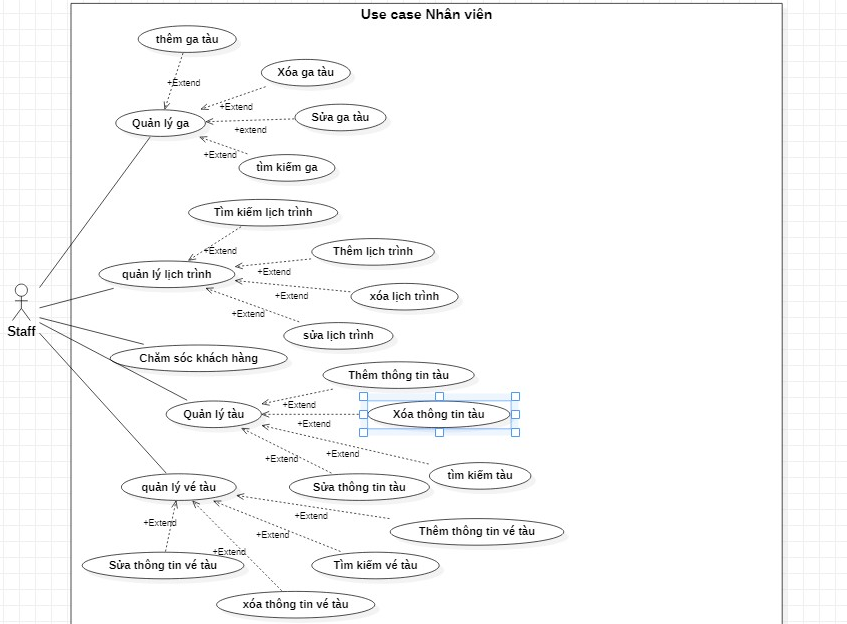 Use case Nhân viên
thêm ga tàu
Xóa ga tàu
+Extend
+Extend
Quản lý ga
Sửa ga tàu
+extend
+Extend
tìm kiếm ga
Tìm kiếm lịch trình
+Extend
Thêm lịch trình
quản lý lịch trình
+Extend
xóa lịch trình
+Extend
+Extend
Staff
sửa lịch trình
Chăm sóc khách hàng
Thêm thông tin tàu
+Extend
Quản lý tàu
Xóa thông tin tàu
+Extend
+Extend
+Extend
tìm kiếm tàu
quản lý vé tàu
Sửa thông tin tàu
+Extend
+Extend
Thêm thông tin vé tàu
+Extend
+Extend
Sửa thông tin vé tàu
Tìm kiếm vé tàu
xóa thông tin vé tàu